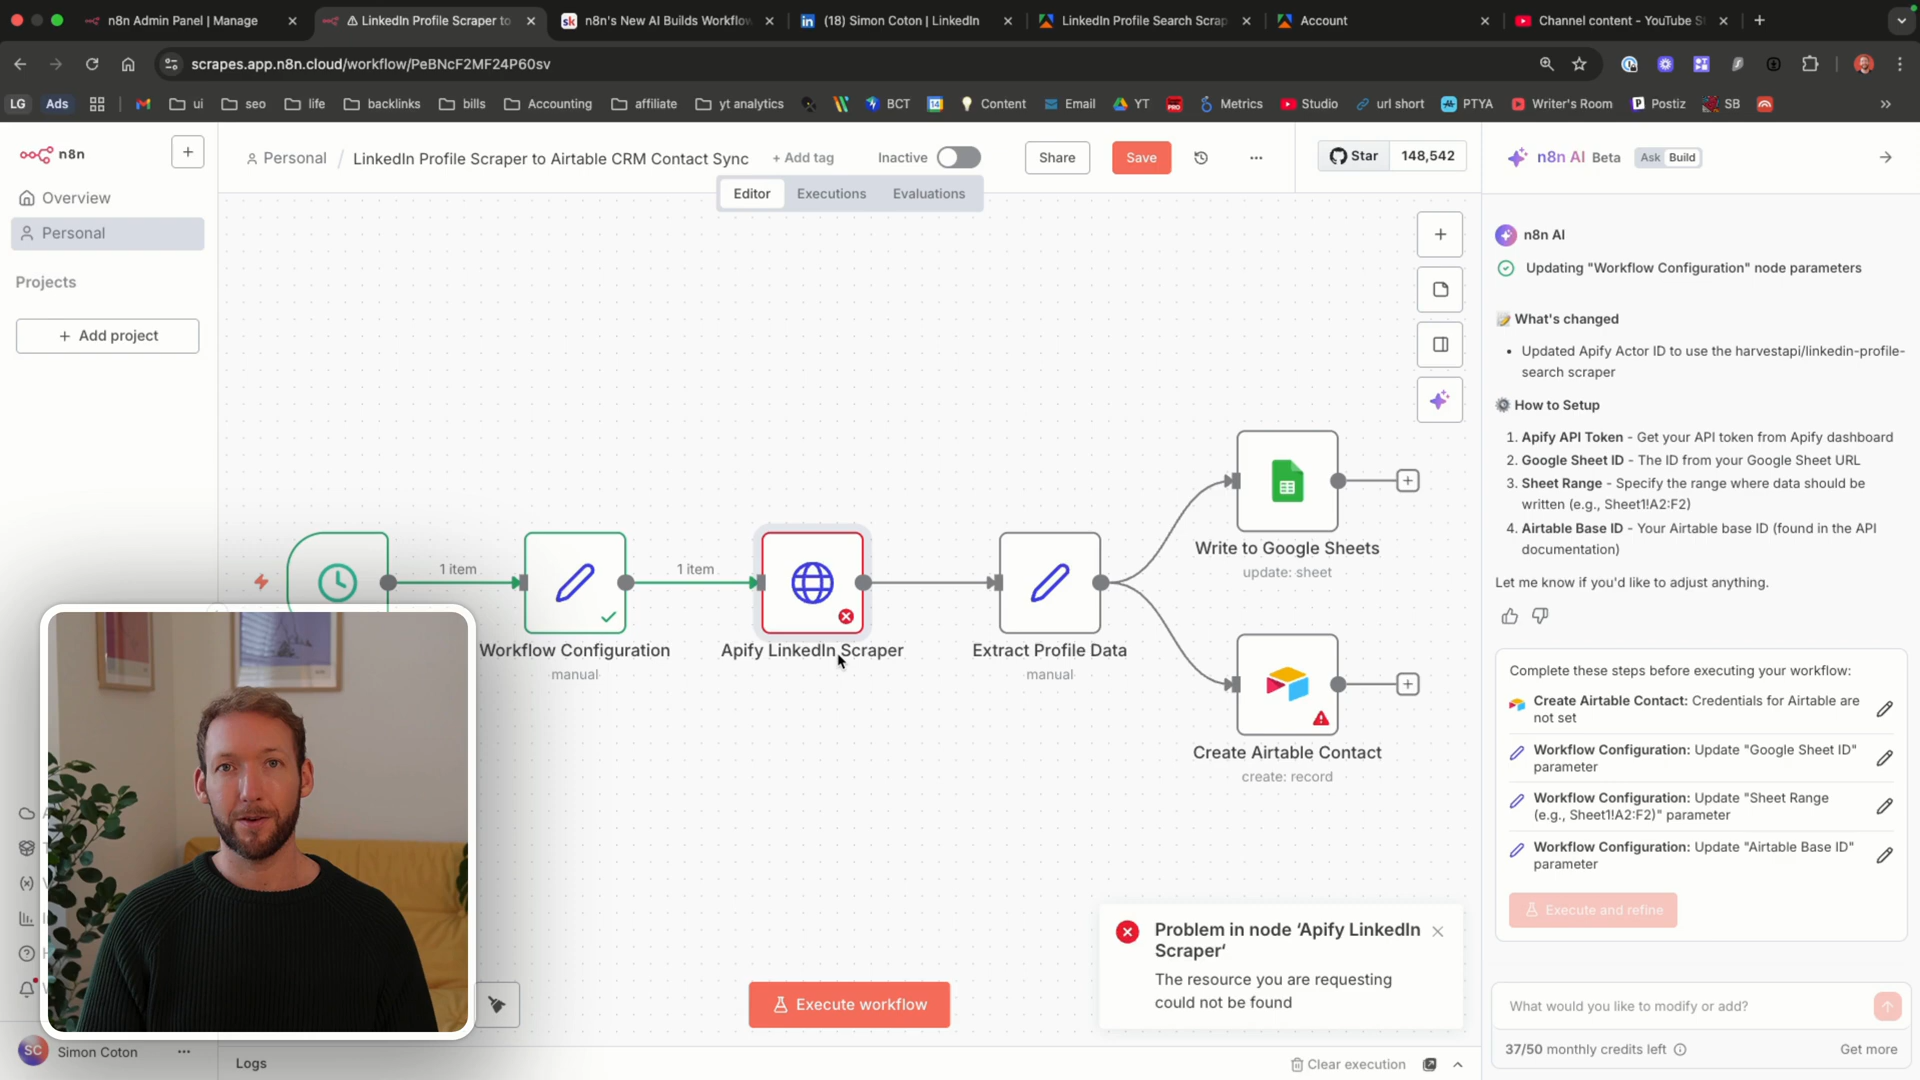 n8n Admin Panel | Manage
LinkedIn Profile Scraper to
n8n's New AI Builds Workflow
(18) Simon Coton | LinkedIn
LinkedIn Profile Search Scrap
Account
Channel content - YouTube S
scrapes.app.n8n.cloud/workflow/PeBNcF2MF24P60sv
LG
Ads
ui
seo
life
backlinks
bills
Accounting
affiliate
yt analytics
BCT
Content
Email
YT
Metrics
Studio
url short
PTYA
Writer's Room
Postiz
SB
n8n
Personal / LinkedIn Profile Scraper to Airtable CRM Contact Sync
+ Add tag
Inactive
Share
Save
Star
148,542
n8n AI Beta
Ask Build
Overview
Personal
Projects
+ Add project
Editor
Executions
Evaluations
n8n AI
Updating "Workflow Configuration" node parameters
What's changed
• Updated Apify Actor ID to use the harvestapi/linkedin-profile-
search scraper
How to Setup
1. Apify API Token - Get your API token from Apify dashboard
2. Google Sheet ID - The ID from your Google Sheet URL
3. Sheet Range - Specify the range where data should be
written (e.g., Sheet1!A2:F2)
4. Airtable Base ID - Your Airtable base ID (found in the API
documentation)
Let me know if you'd like to adjust anything.
Complete these steps before executing your workflow:
Create Airtable Contact: Credentials for Airtable are
not set
Workflow Configuration: Update "Google Sheet ID"
parameter
Workflow Configuration: Update "Sheet Range
(e.g., Sheet1!A2:F2)" parameter
Workflow Configuration: Update "Airtable Base ID"
parameter
Execute and refine
What would you like to modify or add?
37/50 monthly credits left
Get more
1 item
1 item
Workflow Configuration
manual
Apify LinkedIn Scraper
Extract Profile Data
manual
Write to Google Sheets
update: sheet
Create Airtable Contact
create: record
Problem in node ‘Apify LinkedIn
Scraper‘
The resource you are requesting
could not be found
Execute workflow
SC
Simon Coton
Logs
Clear execution